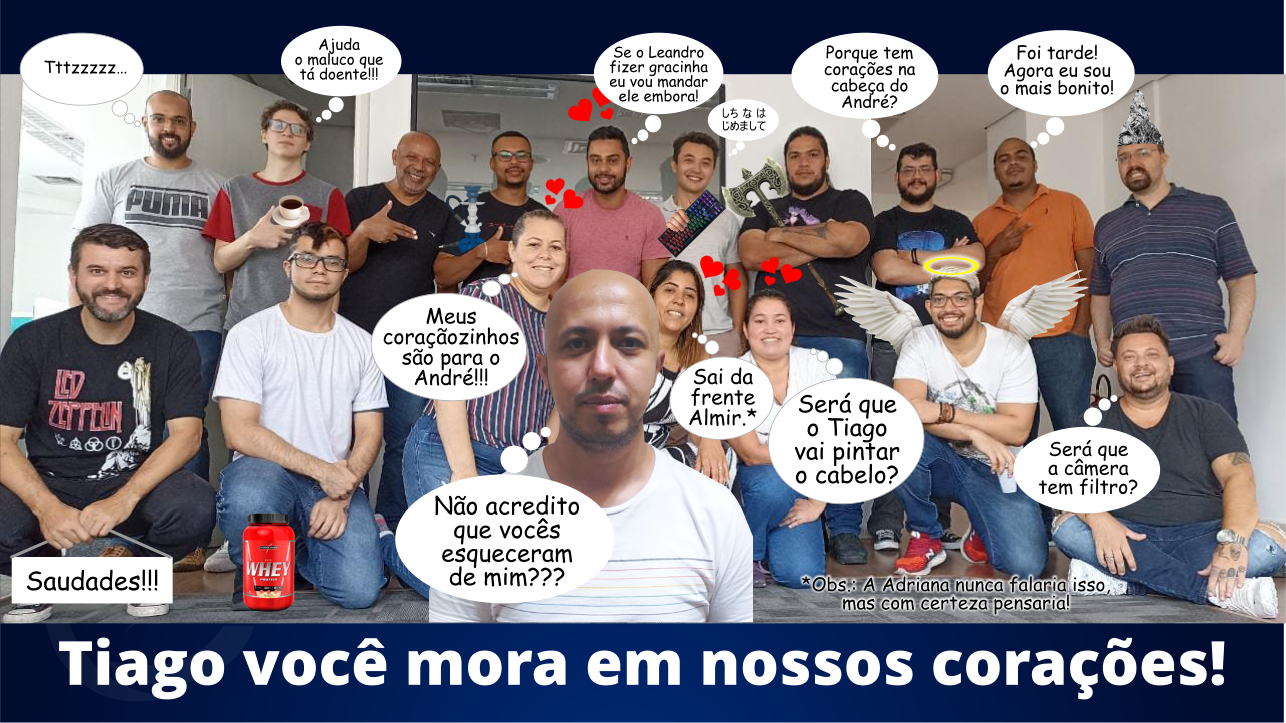 Tttzzzzz...
Ajuda
o maluco que
tá doente!!!
Se o Leandro
fizer gracinha
eu vou mandar
ele embora!
しち な は
じめまして
Porque tem
corações na
cabeça do
André?
Foi tarde!
Agora eu sou
o mais bonito!
PUMA
LED
ZEPPELIN
Meus
coraçãozinhos
são para o
André!!!
Sai da
frente
Almir.*
Será que
o Tiago
vai pintar
o cabelo?
Será que
a câmera
tem filtro?
Não acredito
que vocês
esqueceram
de mim???
Saudades!!!
WHEY
*Obs.: A Adriana nunca falaria isso,
mas com certeza pensaria!
Tiago você mora em nossos corações!